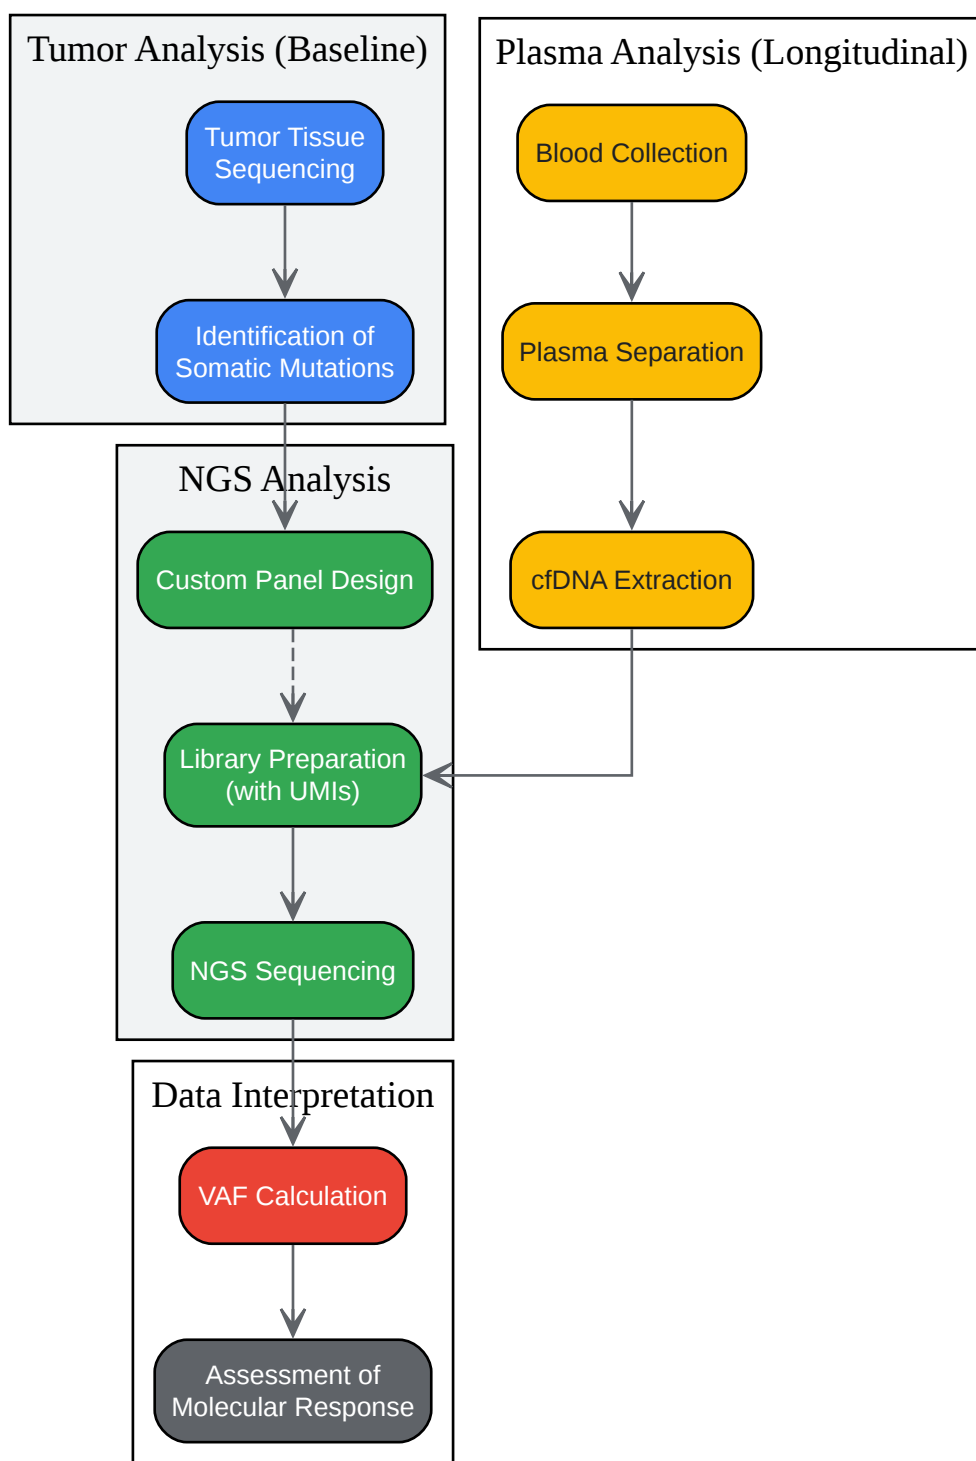 Tumor Analysis (Baseline)
Tumor Tissue
Sequencing
Identification of
Somatic Mutations
Plasma Analysis (Longitudinal)
Blood Collection
Plasma Separation
cfDNA Extraction
NGS Analysis
Custom Panel Design
Library Preparation
(with UMIs)
NGS Sequencing
Data Interpretation
VAF Calculation
Assessment of
Molecular Response